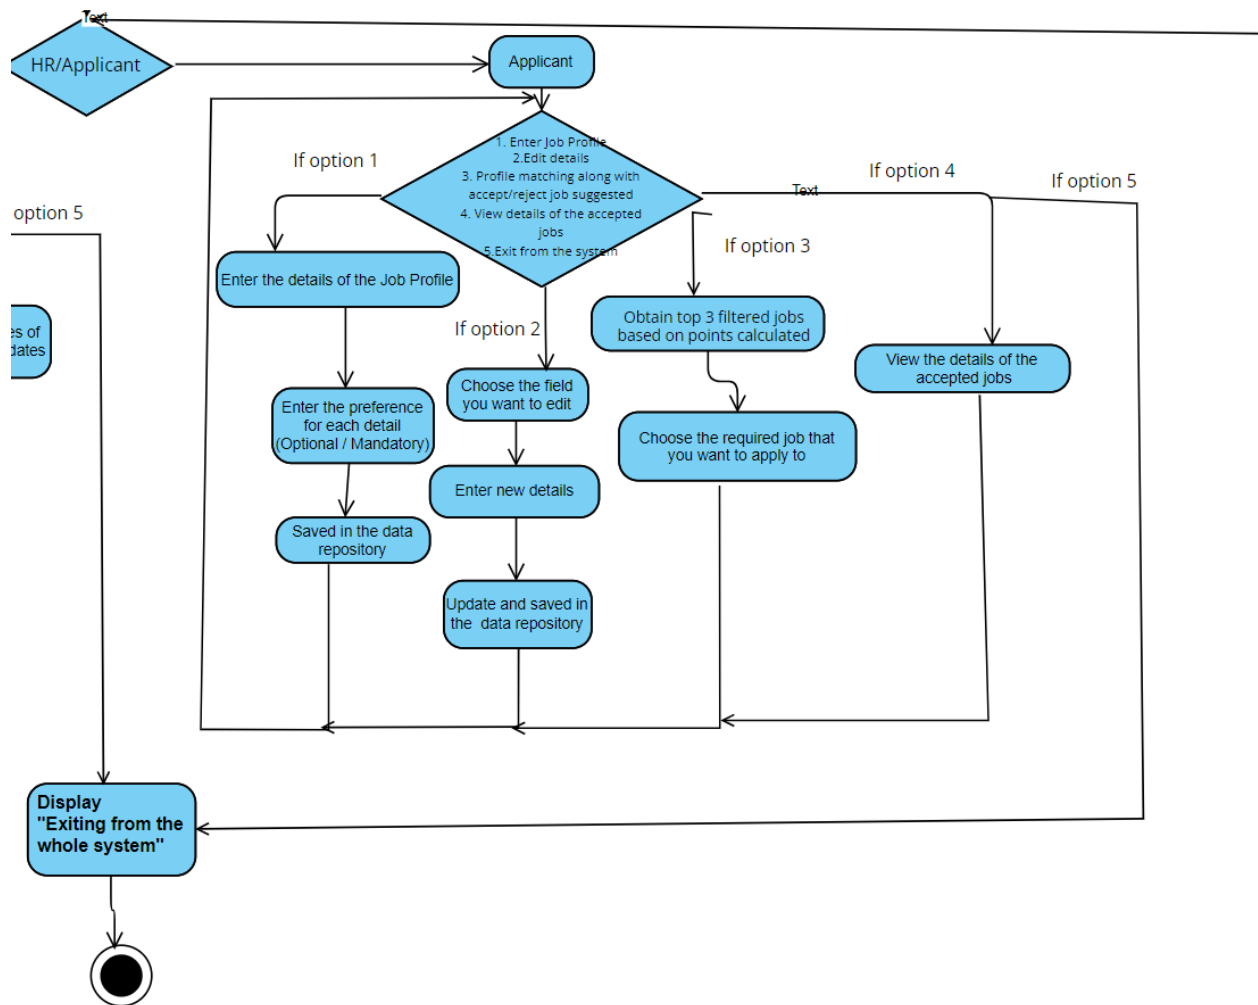 Text
HR/Applicant
Applicant
1. Enter Job Profile
2.Edit details
3. Profile matching along with
accept/reject job suggested
4. View details of the accepted
jobs
5.Exit from the system
If option 1
If option 4
If option 5
Text
option 5
If option 3
Enter the details of the Job Profile
If option 2
Obtain top 3 filtered jobs
based on points calculated
es of
dates
View the details of the
accepted jobs
Choose the field
you want to edit
Enter the preference
for each detail
(Optional / Mandatory)
Choose the required job that
you want to apply to
Enter new details
Saved in the data
repository
Update and saved in
the data repository
Display
"Exiting from the
whole system"